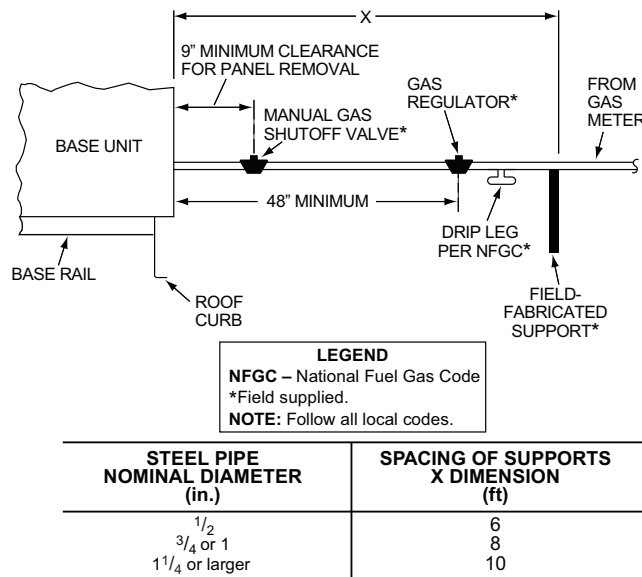 X
9” MINIMUM CLEARANCE
FOR PANEL REMOVAL
BASE UNIT
MANUAL GAS
SHUTOFF VALVE*
GAS
REGULATOR*
FROM
GAS
METER
48” MINIMUM
BASE RAIL
ROOF
CURB
DRIP LEG
PER NFGC*
FIELD-
FABRICATED
SUPPORT*
LEGEND
NFGC – National Fuel Gas Code
*Field supplied.
NOTE: Follow all local codes.
STEEL PIPE
NOMINAL DIAMETER
(in.)
SPACING OF SUPPORTS
X DIMENSION
(ft)
1/2 6
3/4 or 1 8
1 1/4 or larger 10